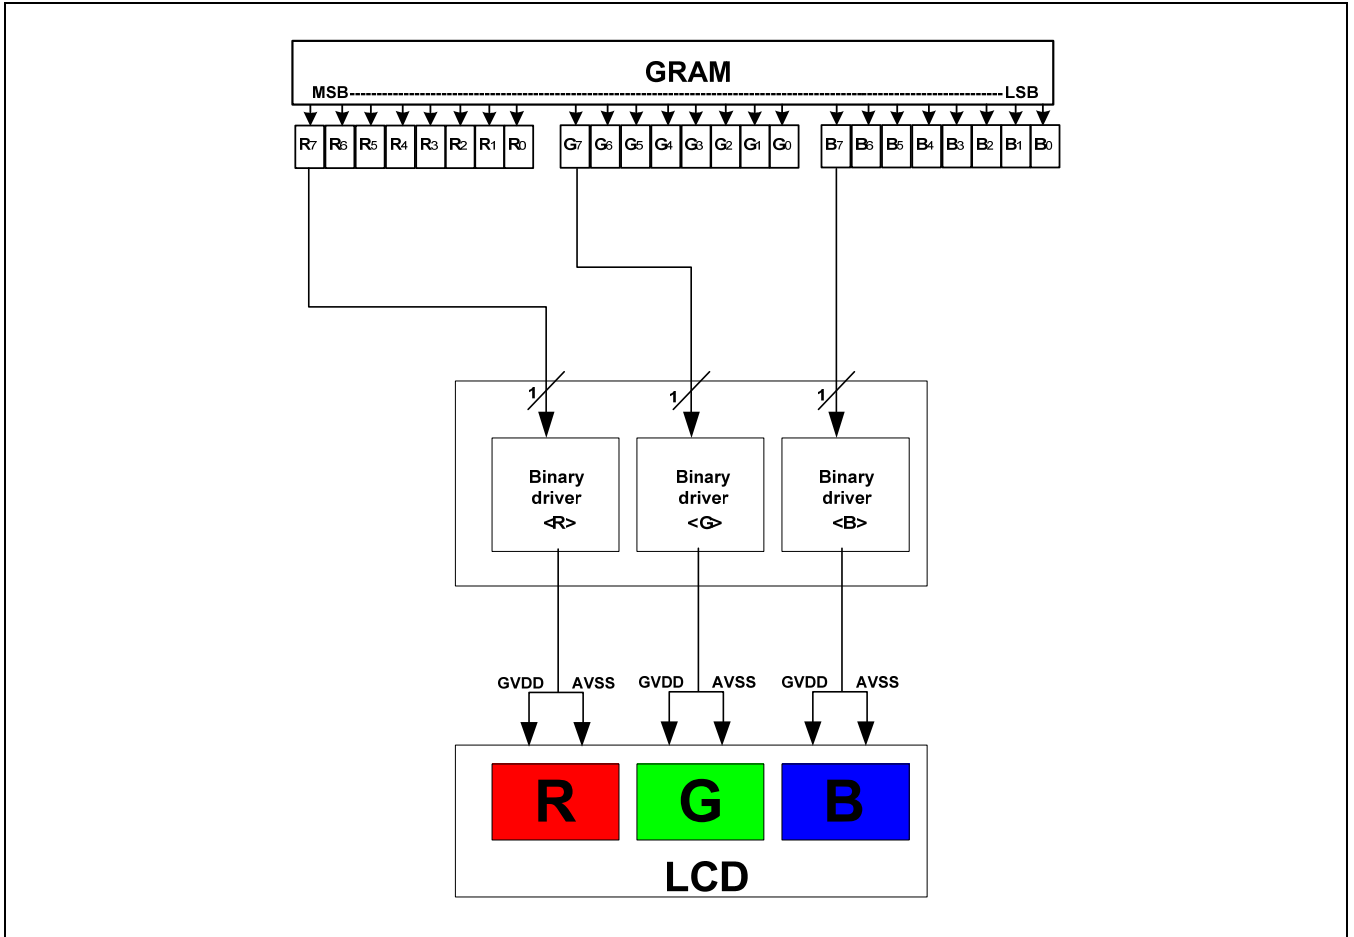 GRAM
MSB--------------------LSB
R7 R6 R5 R4 R3 R2 R1 R0 G7 G6 G5 G4 G3 G2 G1 G0 B7 B6 B5 B4 B3 B2 B1 B0
1 1 1
Binary driver <R>
Binary driver <G>
Binary driver <B>
GVDD AVSS GVDD AVSS GVDD AVSS
R G B
LCD